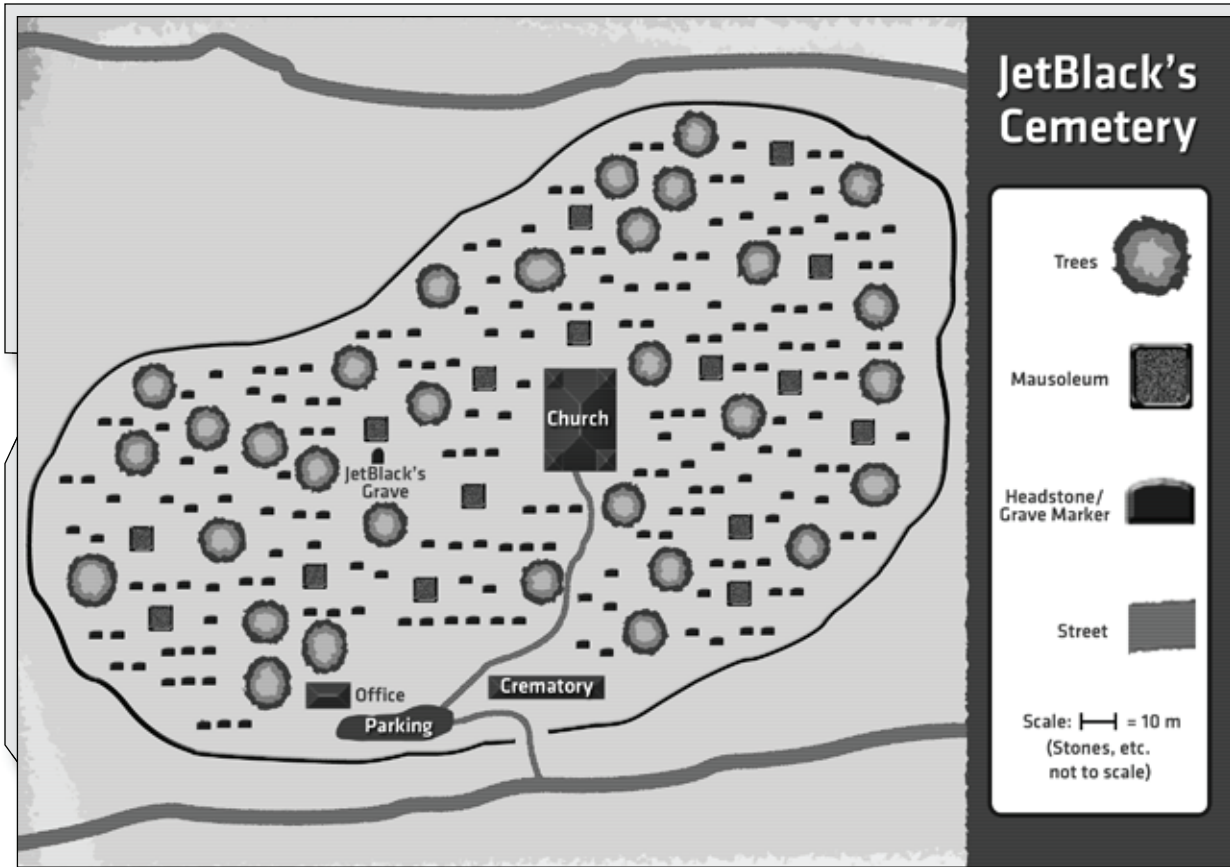 JetBlack's
Cemetery
Trees
Mausoleum
Headstone/
Grave Marker
Street
Scale: = 10 m
(Stones, etc.
not to scale)
Church
JetBlack's
Grave
Office
Crematory
Parking